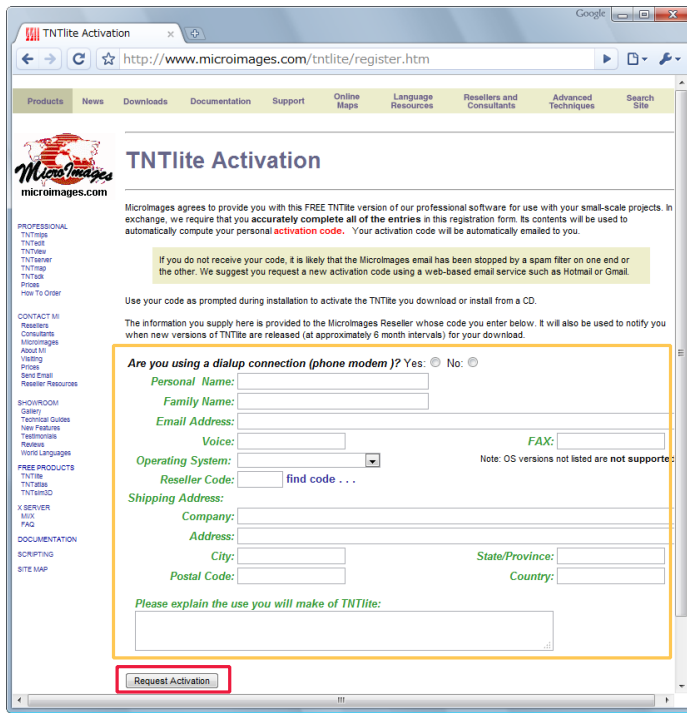 Google
TNTlite Activation
http://www.microimages.com/tntlite/register.htm
Products News Downloads Documentation Support Online Maps Language Resources Resellers and Consultants Advanced Techniques Search Site
MicroImages
microimages.com
TNTlite Activation
MicroImages agrees to provide you with this FREE TNTlite version of our professional software for use with your small-scale projects. In
exchange, we require that you accurately complete all of the entries in this registration form. Its contents will be used to
automatically compute your personal activation code. Your activation code will be automatically emailed to you.
If you do not receive your code, it is likely that the MicroImages email has been stopped by a spam filter on one end or
the other. We suggest you request a new activation code using a web-based email service such as Hotmail or Gmail.
Use your code as prompted during installation to activate the TNTlite you download or install from a CD.
The information you supply here is provided to the MicroImages Reseller whose code you enter below. It will also be used to notify you
when new versions of TNTlite are released (at approximately 6 month intervals) for your download.
PROFESSIONAL
TNTmips
TNTedit
TNTview
TNTserver
TNTmap
TNTsdk
Prices
How To Order
CONTACT MI
Resellers
Consultants
MicroImages
About MI
Visiting
Prices
Send Email
Reseller Resources
SHOWROOM
Gallery
Technical Guides
New Features
Testimonials
Reviews
World Languages
FREE PRODUCTS
TNTlite
TNTatlas
TNTsim3D
X SERVER
MI/X
FAQ
DOCUMENTATION
SCRIPTING
SITE MAP
Are you using a dialup connection (phone modem )? Yes: No:
Personal Name:
Family Name:
Email Address:
Voice: FAX:
Operating System: Note: OS versions not listed are not supported
Reseller Code: find code . . .
Shipping Address:
Company:
Address:
City: State/Province:
Postal Code: Country:
Please explain the use you will make of TNTlite:
Request Activation